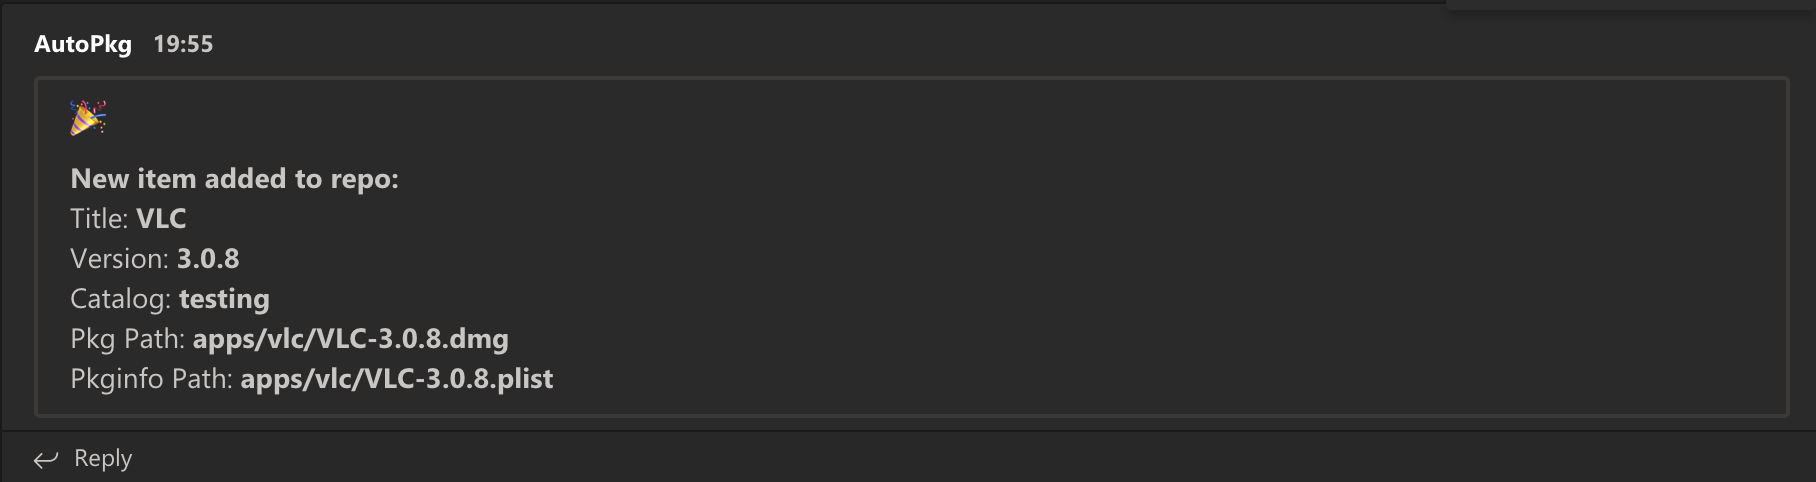 AutoPkg 19:55
🎉
New item added to repo:
Title: VLC
Version: 3.0.8
Catalog: testing
Pkg Path: apps/vlc/VLC-3.0.8.dmg
Pkginfo Path: apps/vlc/VLC-3.0.8.plist
Reply